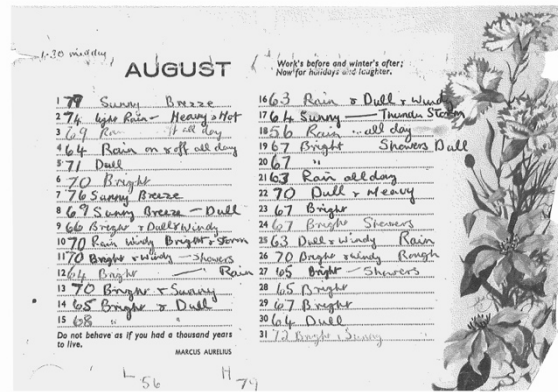 1-30 midday
AUGUST
Work's before and winter's after;
Now for holidays and laughter.
1 77 Sunny Breeze
2 74 light Rain - Heavy & Hot
3 69 Rain off all day
4 64 Rain on & off all day
5 71 Dull
6 70 Bright
7 76 Sunny Breeze
8 69 Sunny Breeze - Dull
9 66 Bright & Dull & Windy
10 70 Rain Windy Bright & Storm
11 70 Bright & Windy - Showers
12 64 Bright — Rain
13 70 Bright & Sunny
14 65 Bright & Dull
15 68 " "
Do not behave as if you had a thousand years
to live.
MARCUS AURELIUS
16 63 Rain & Dull & Windy
17 64 Sunny — Thunder Storm
18 56 Rain all day
19 67 Bright Showers Dull
20 67 "
21 63 Rain all day
22 70 Dull & Heavy
23 67 Bright
24 67 Bright Showers
25 63 Dull & Windy Rain
26 70 Bright & Windy Rough
27 65 Bright - Showers
28 65 Bright
29 67 Bright
30 64 Dull
31 72 Bright & Sunny
L 56 H 79